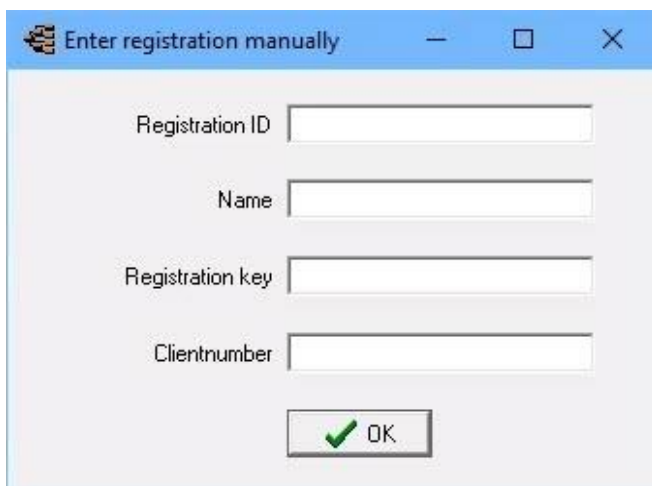 Enter registration manually
Registration ID
Name
Registration key
Clientnumber
OK